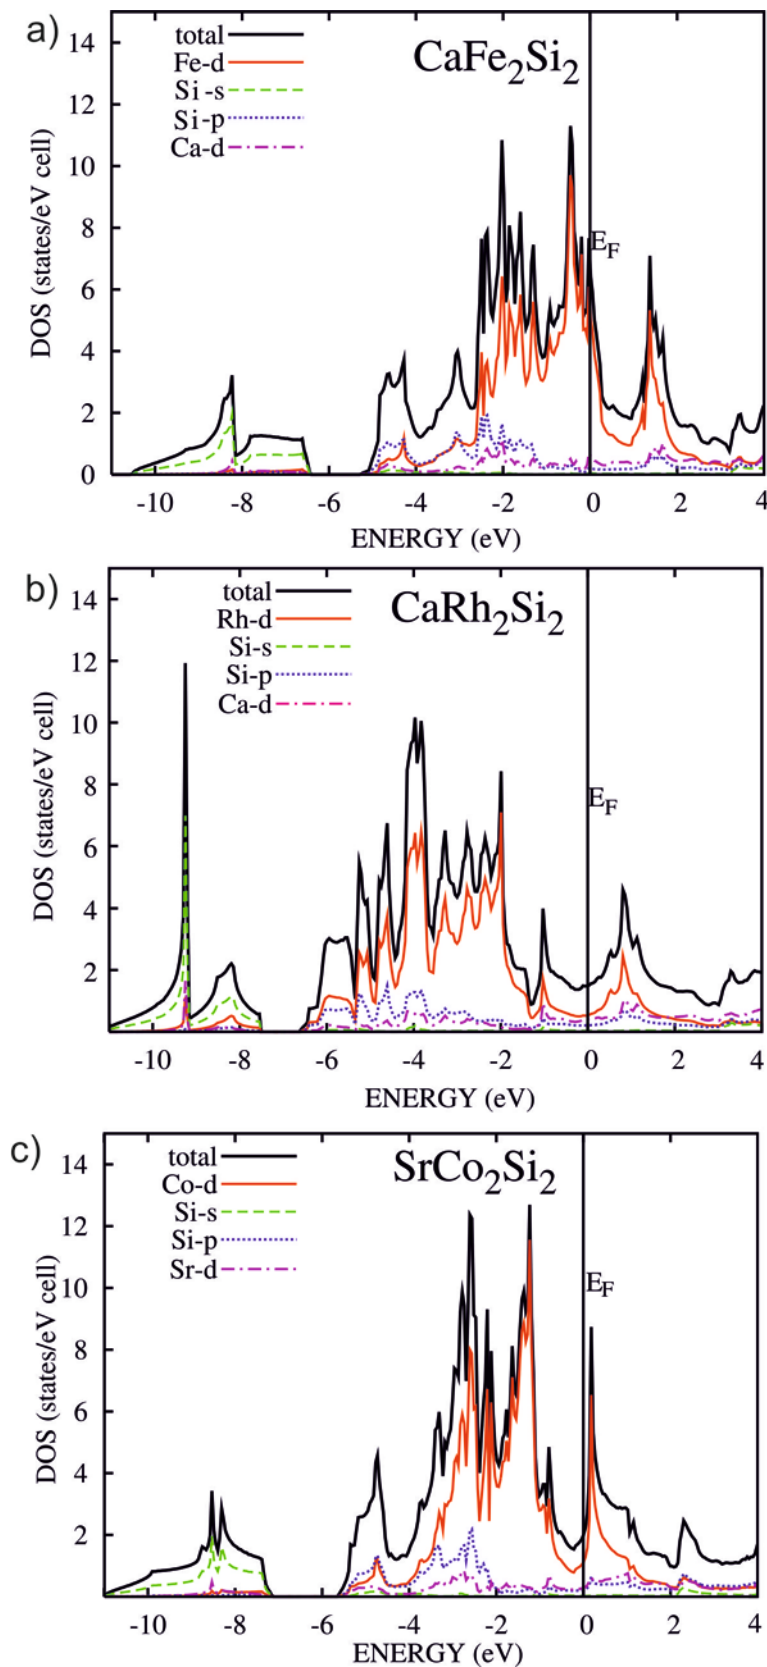 a)
CaFe₂Si₂
total
Fe-d
Si-s
Si-p
Ca-d
E_F
DOS (states/eV cell)
14
12
10
8
6
4
2
0
-10 -8 -6 -4 -2 0 2 4
ENERGY (eV)
b)
CaRh₂Si₂
total
Rh-d
Si-s
Si-p
Ca-d
E_F
DOS (states/eV cell)
14
12
10
8
6
4
2
-10 -8 -6 -4 -2 0 2 4
ENERGY (eV)
c)
SrCo₂Si₂
total
Co-d
Si-s
Si-p
Sr-d
E_F
DOS (states/eV cell)
14
12
10
8
6
4
2
-10 -8 -6 -4 -2 0 2 4
ENERGY (eV)